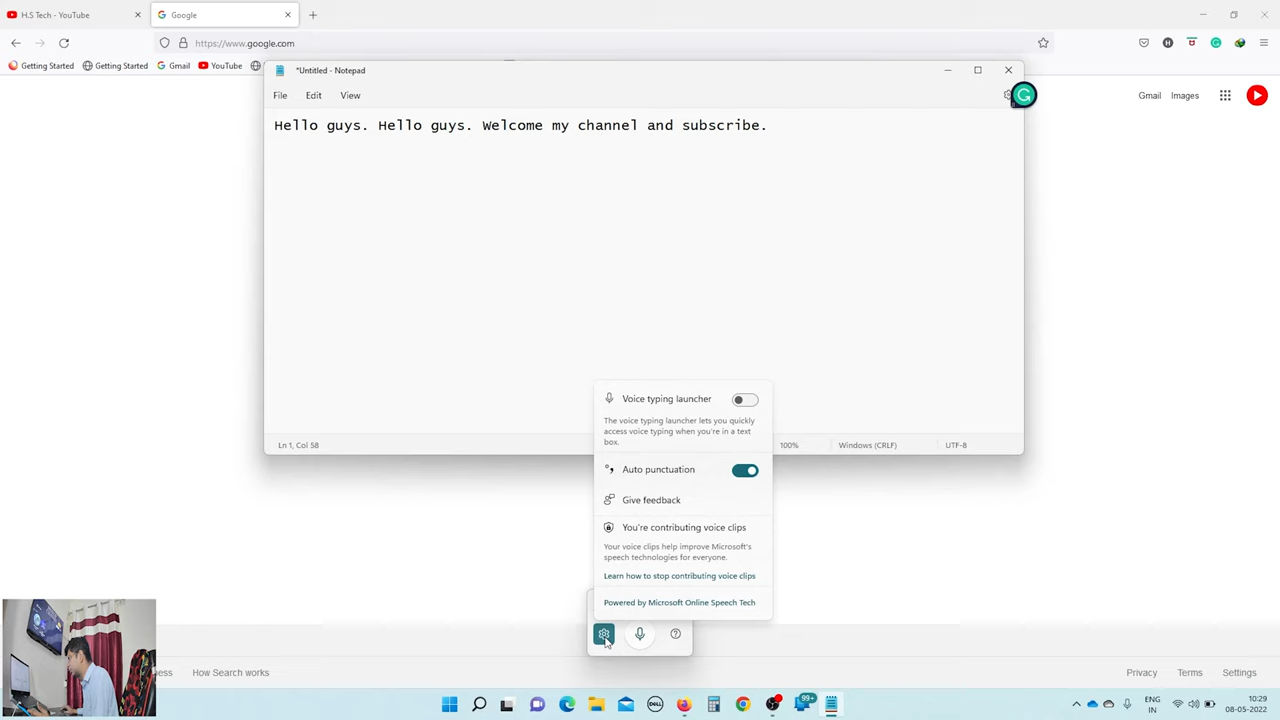 H.S Tech - YouTube
Google
https://www.google.com
Getting Started
Getting Started
Gmail
YouTube
*Untitled - Notepad
File Edit View
Gmail Images
Hello guys. Hello guys. Welcome my channel and subscribe.
Voice typing launcher
The voice typing launcher lets you quickly
access voice typing when you're in a text
box.
Ln 1, Col 58
100%
Windows (CRLF)
UTF-8
Auto punctuation
Give feedback
You're contributing voice clips
Your voice clips help improve Microsoft's
speech technologies for everyone.
Learn how to stop contributing voice clips
Powered by Microsoft Online Speech Tech
How Search works
Privacy Terms Settings
DELL
99+
ENG
IN
10:29
08-05-2022